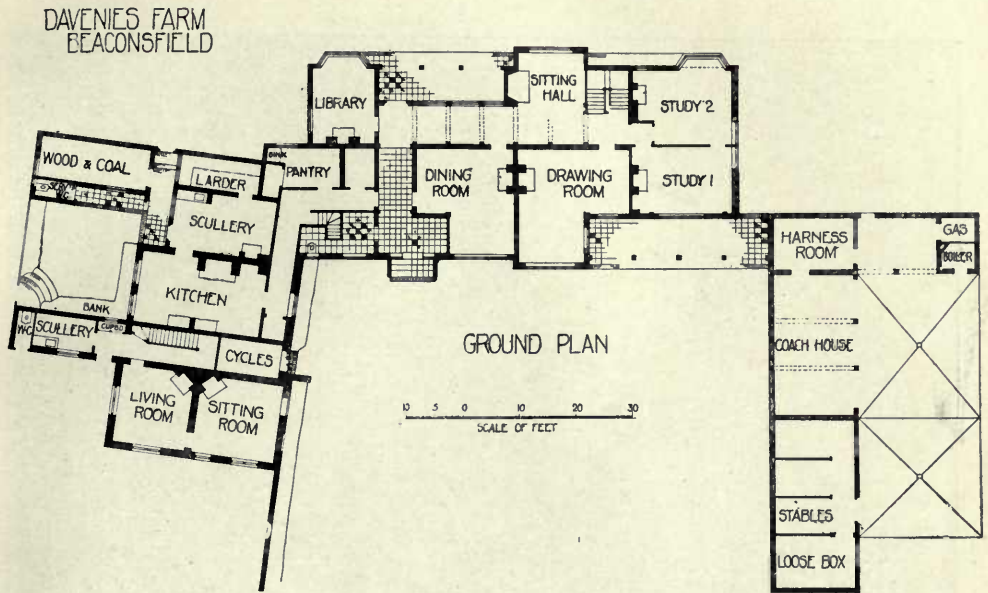 DAVENIES FARM
BEACONSFIELD
LIBRARY
SITTING
HALL
STUDY 2
WOOD & COAL
LARDER
PANTRY
DINING
ROOM
DRAWING
ROOM
STUDY 1
SCULLERY
HARNESS
ROOM
GAS
BOILER
KITCHEN
BANK
SCULLERY
CUPBD
W.C
CYCLES
GROUND PLAN
COACH HOUSE
LIVING
ROOM
SITTING
ROOM
10 5 0 10 20 30
SCALE OF FEET
STABLES
LOOSE BOX